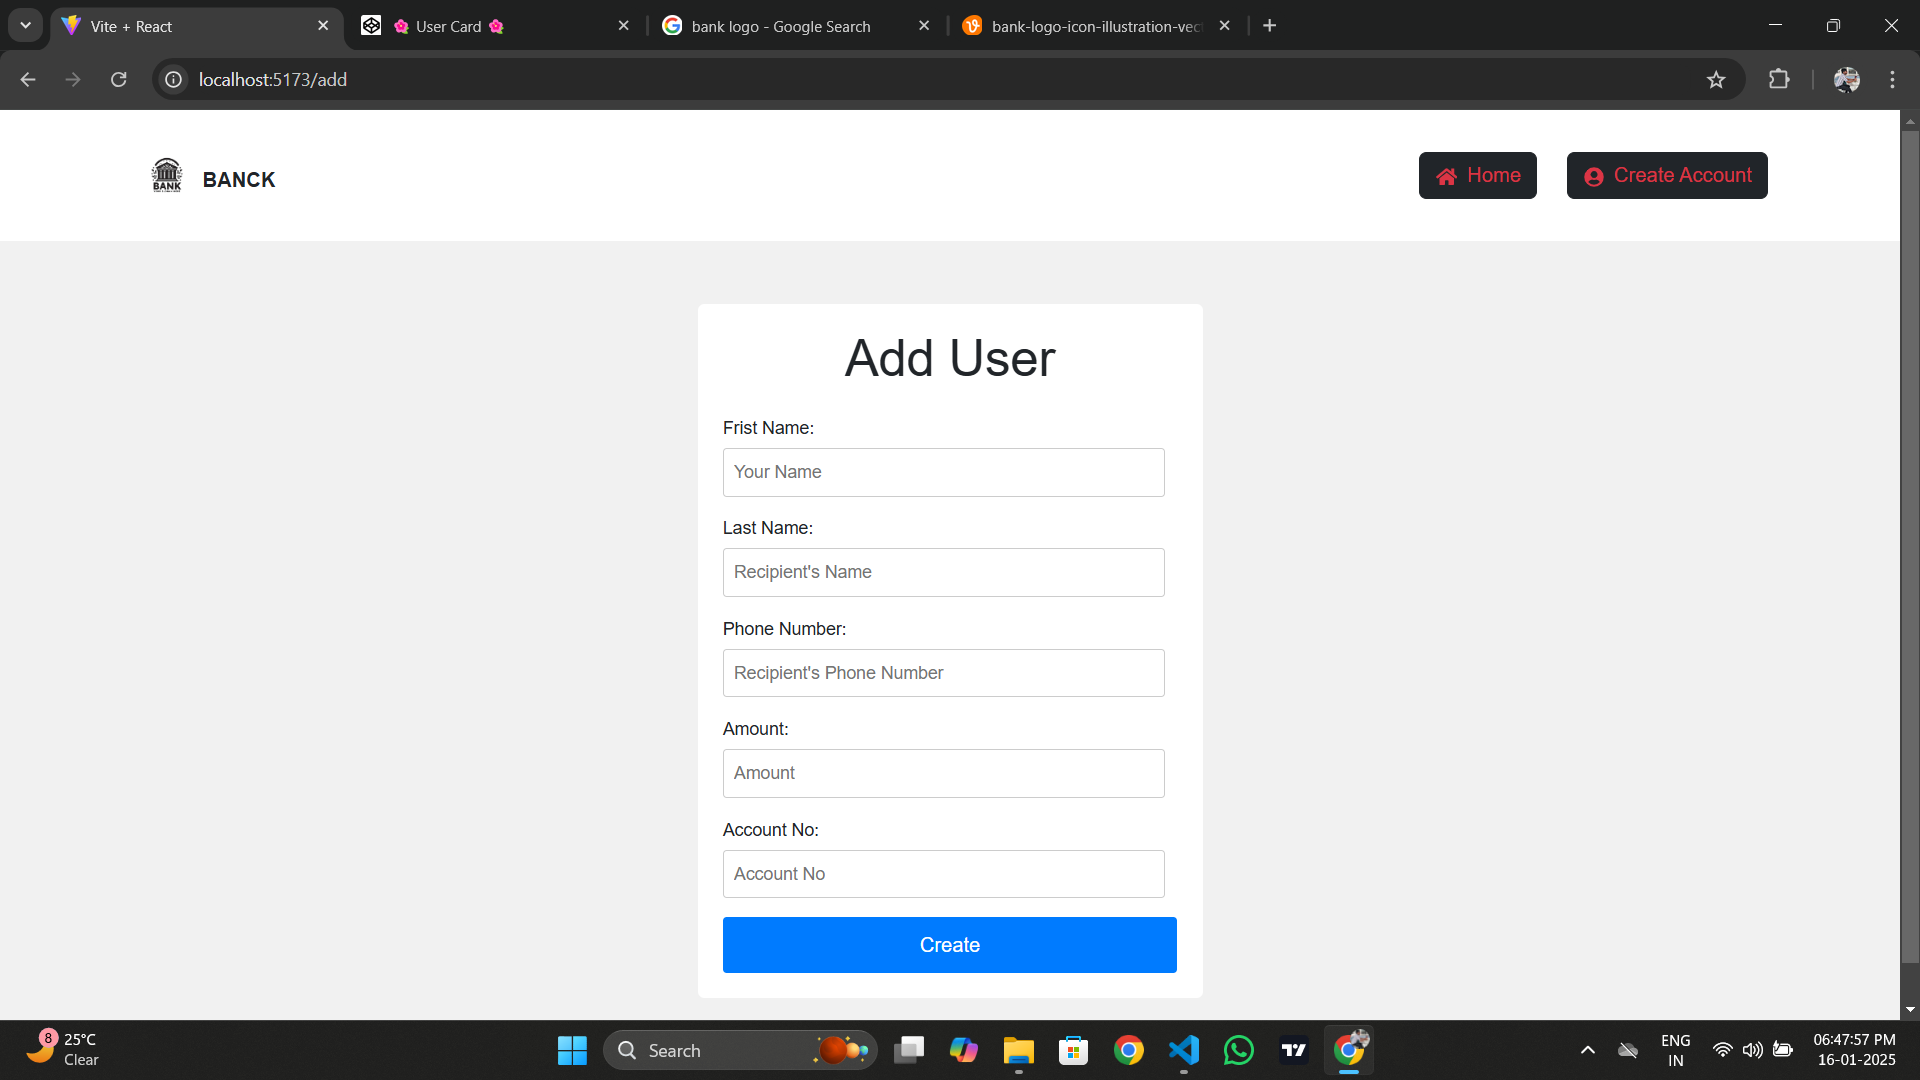 Vite + React
User Card
bank logo - Google Search
bank-logo-icon-illustration-vec
localhost:5173/add
BANK
BANCK
Home
Create Account
Add User
Frist Name:
Your Name
Last Name:
Recipient's Name
Phone Number:
Recipient's Phone Number
Amount:
Amount
Account No:
Account No
Create
8
25°C
Clear
Search
ENG
IN
06:47:57 PM
16-01-2025